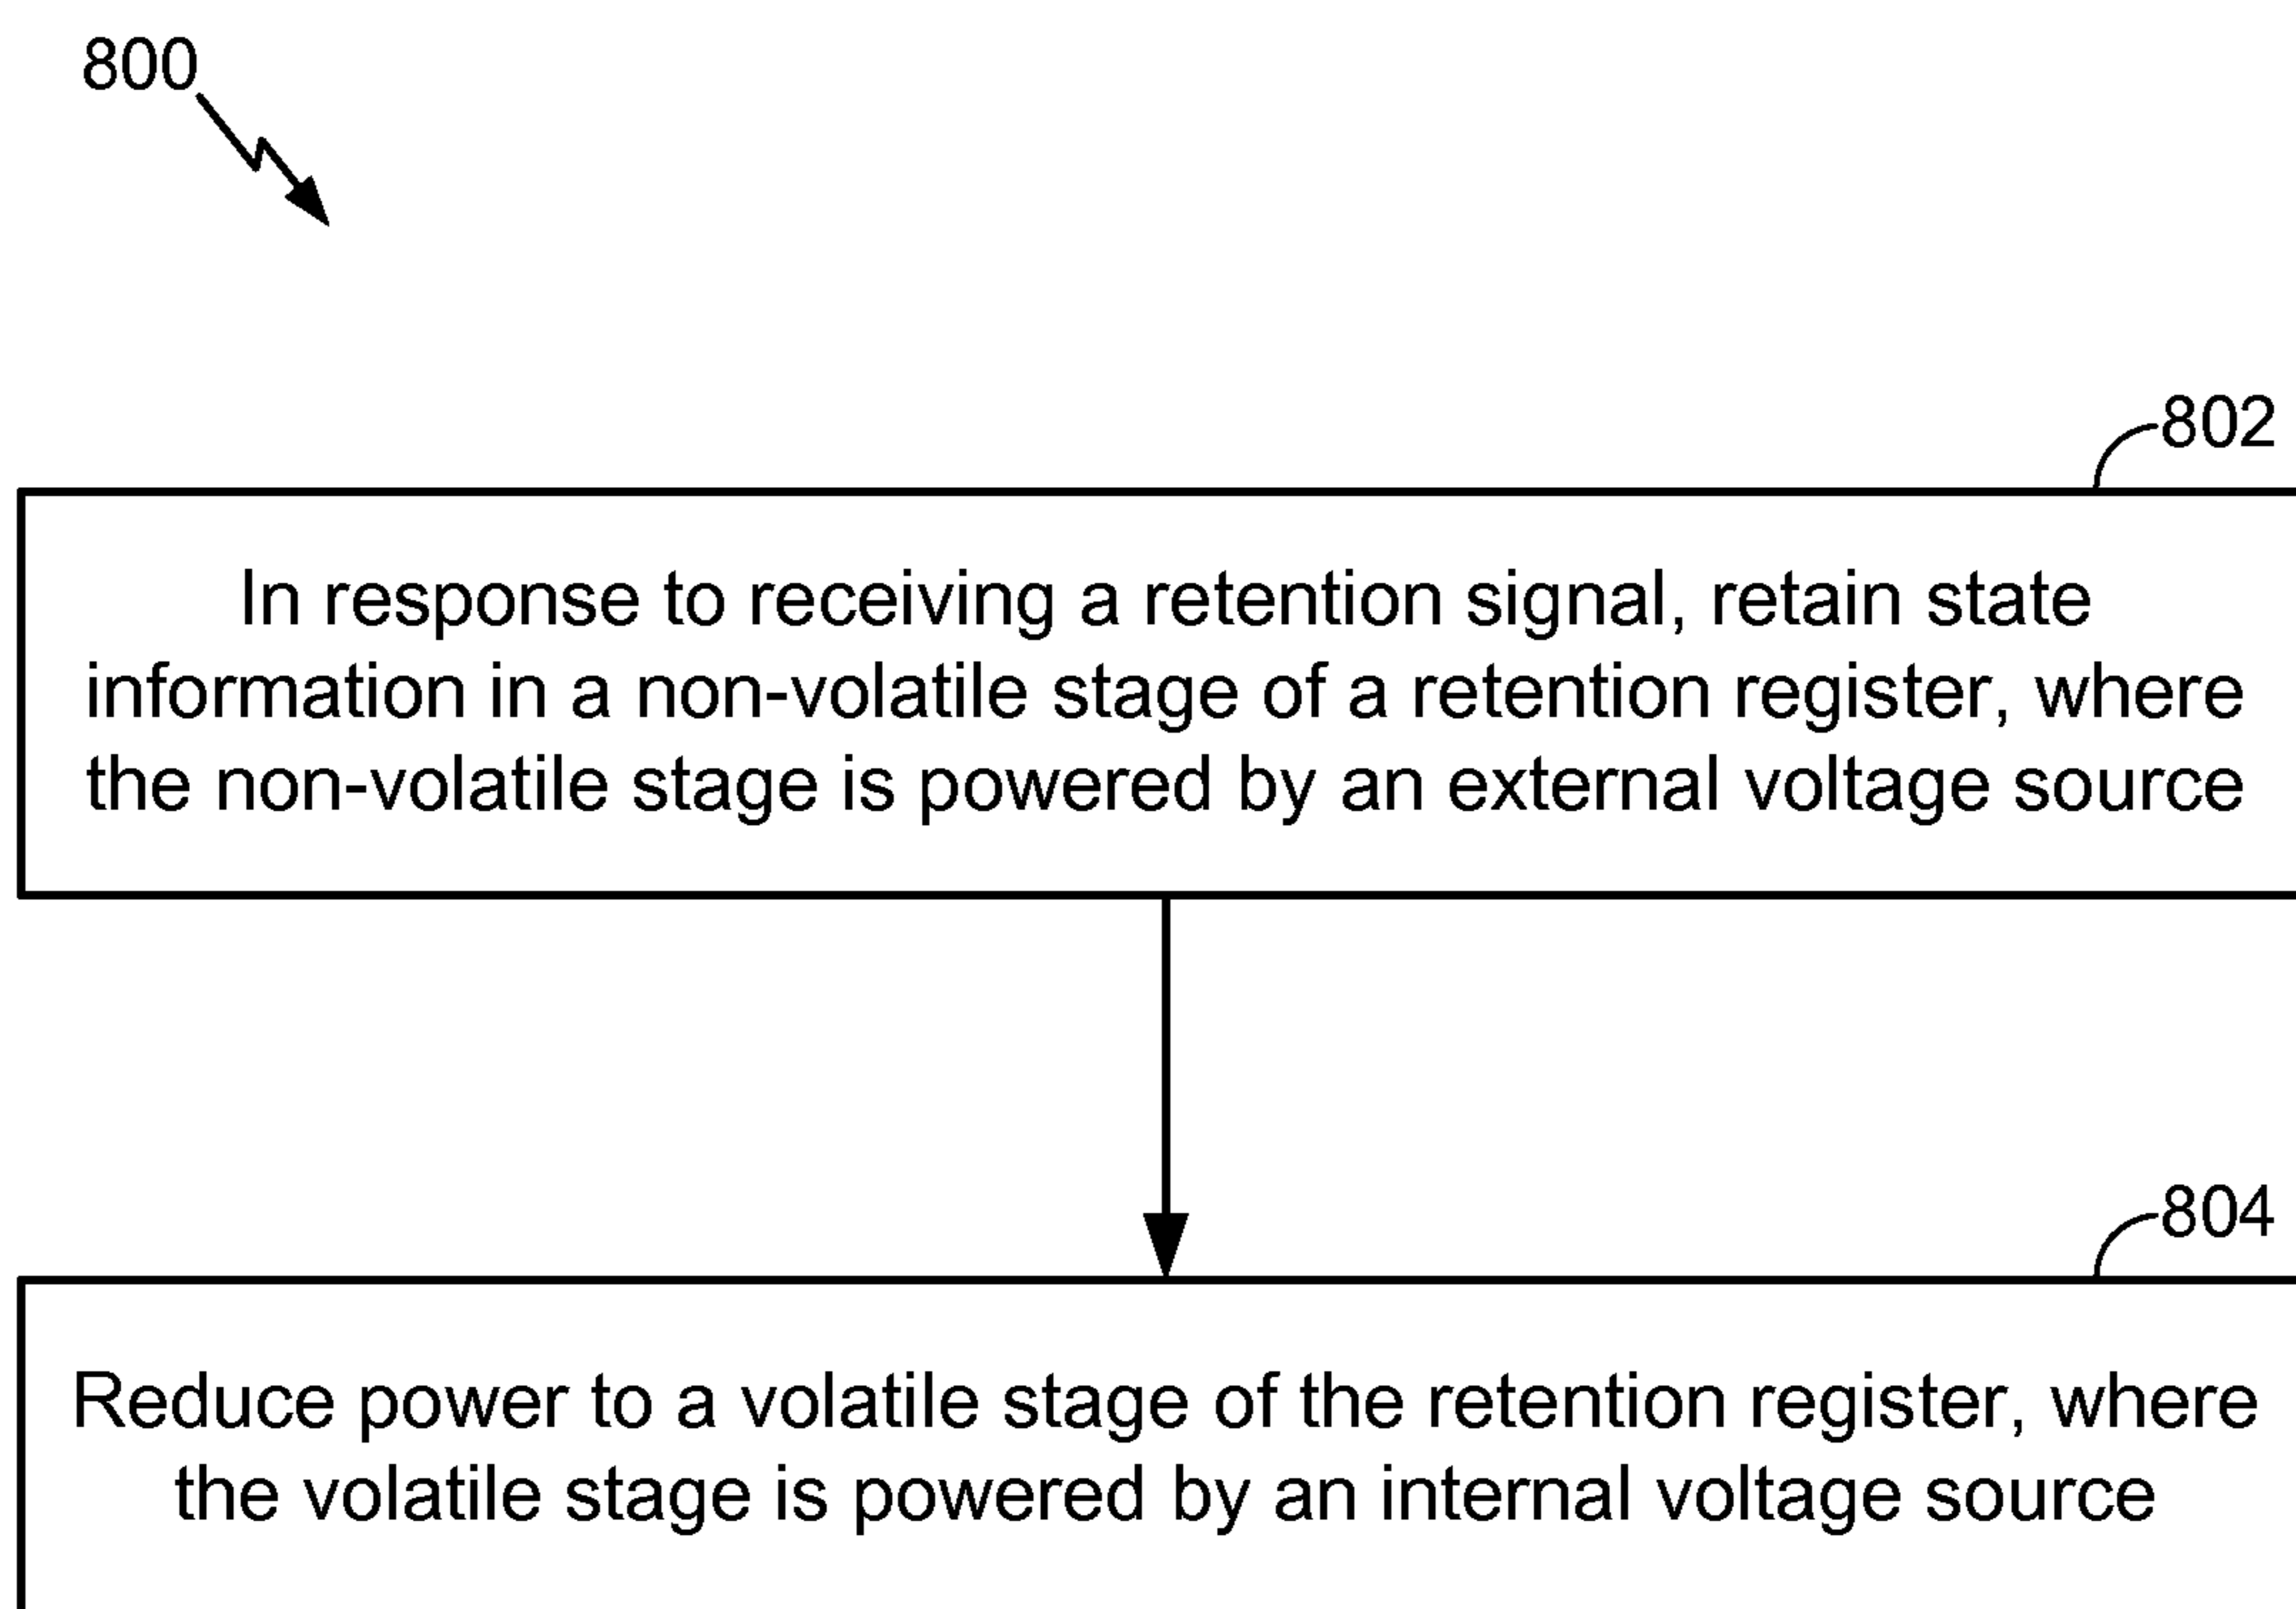 800
802
In response to receiving a retention signal, retain state
information in a non-volatile stage of a retention register, where
the non-volatile stage is powered by an external voltage source
804
Reduce power to a volatile stage of the retention register, where
the volatile stage is powered by an internal voltage source